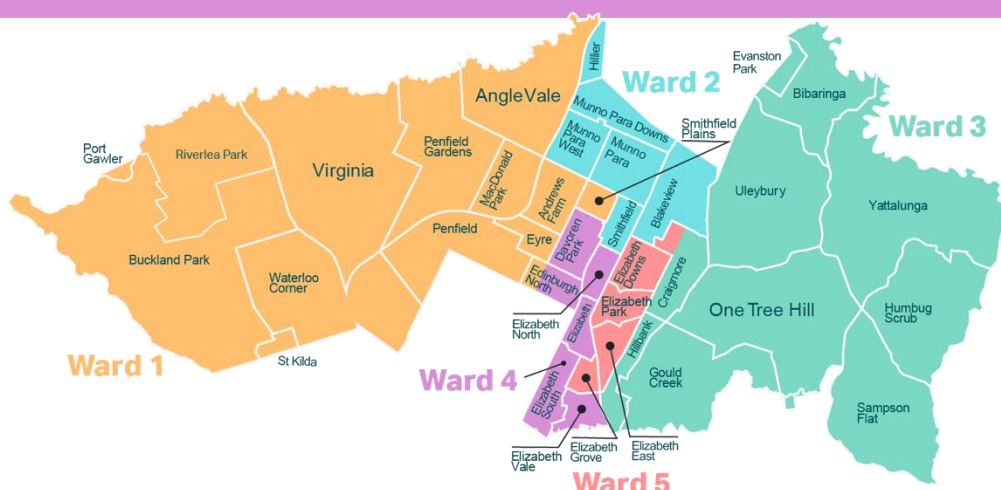 Evanston
Park
Hillier
Ward 2
Bibaringa
Angle Vale
Munno Para Downs
Smithfield
Plains
Ward 3
Port
Gawler
Riverlea Park
Penfield
Gardens
Munno
Para
West
Munno
Para
Virginia
MacDonald
Park
Andrews
Farm
Blakeview
Uleybury
Yattalunga
Smithfield
Penfield
Eyre
Davoren
Park
Buckland Park
Elizabeth
Downs
Craigmore
Waterloo
Corner
Edinburgh
North
Elizabeth
Park
One Tree Hill
Humbug
Scrub
Elizabeth
North
Elizabeth
Hillbank
Ward 1
St Kilda
Ward 4
Elizabeth
South
Gould
Creek
Sampson
Flat
Elizabeth
Vale
Elizabeth
Grove
Elizabeth
East
Ward 5